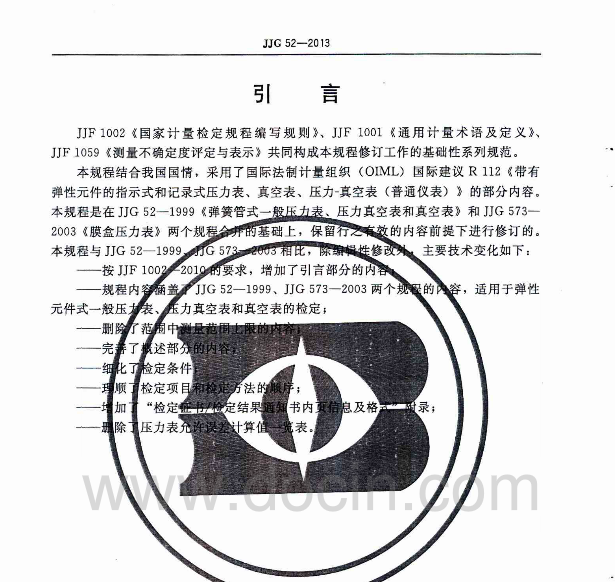 JJG 52—2013
引 言
JJF 1002《国家计量检定规程编写规则》、JJF 1001《通用计量术语及定义》、
JJF 1059《测量不确定度评定与表示》共同构成本规程修订工作的基础性系列规范。
本规程结合我国国情，采用了国际法制计量组织（OIML）国际建议 R 112《带有
弹性元件的指示式和记录式压力表、真空表、压力-真空表（普通仪表）》的部分内容。
本规程是在 JJG 52—1999《弹簧管式一般压力表、压力真空表和真空表》和 JJG 573—
2003《膜盒压力表》两个规程合并的基础上，保留行之有效的内容前提下进行修订的。
本规程与 JJG 52—1999、JJG 573—2003 相比，除编辑性修改外，主要技术变化如下：
——按 JJF 1002—2010 的要求，增加了引言部分的内容；
——规程内容涵盖了 JJG 52—1999、JJG 573—2003 两个规程的内容，适用于弹性
元件式一般压力表、压力真空表和真空表的检定；
——删除了范围中测量范围上限的内容；
——完善了概述部分的内容；
——细化了检定条件；
——理顺了检定项目和检定方法的顺序；
——增加了“检定证书/检定结果通知书内页信息及格式”附录；
——删除了压力表允许误差计算值一览表。
www.docin.com